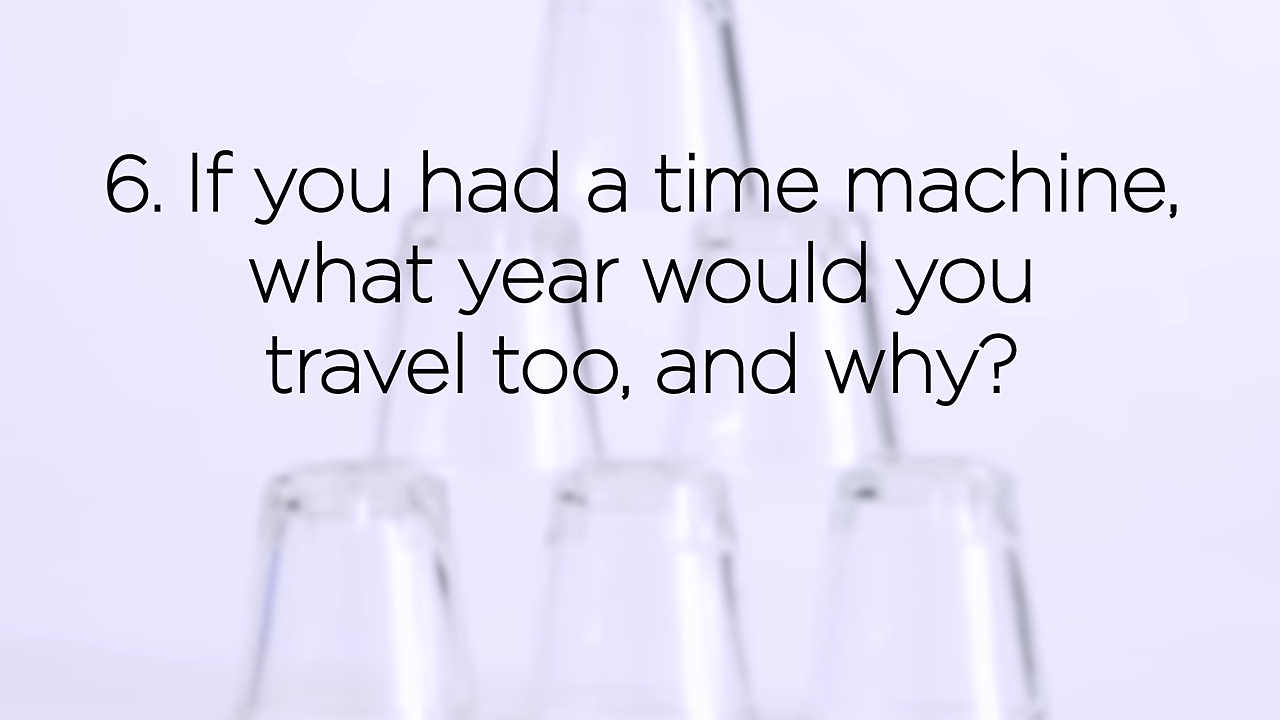 6. If you had a time machine,
what year would you
travel too, and why?